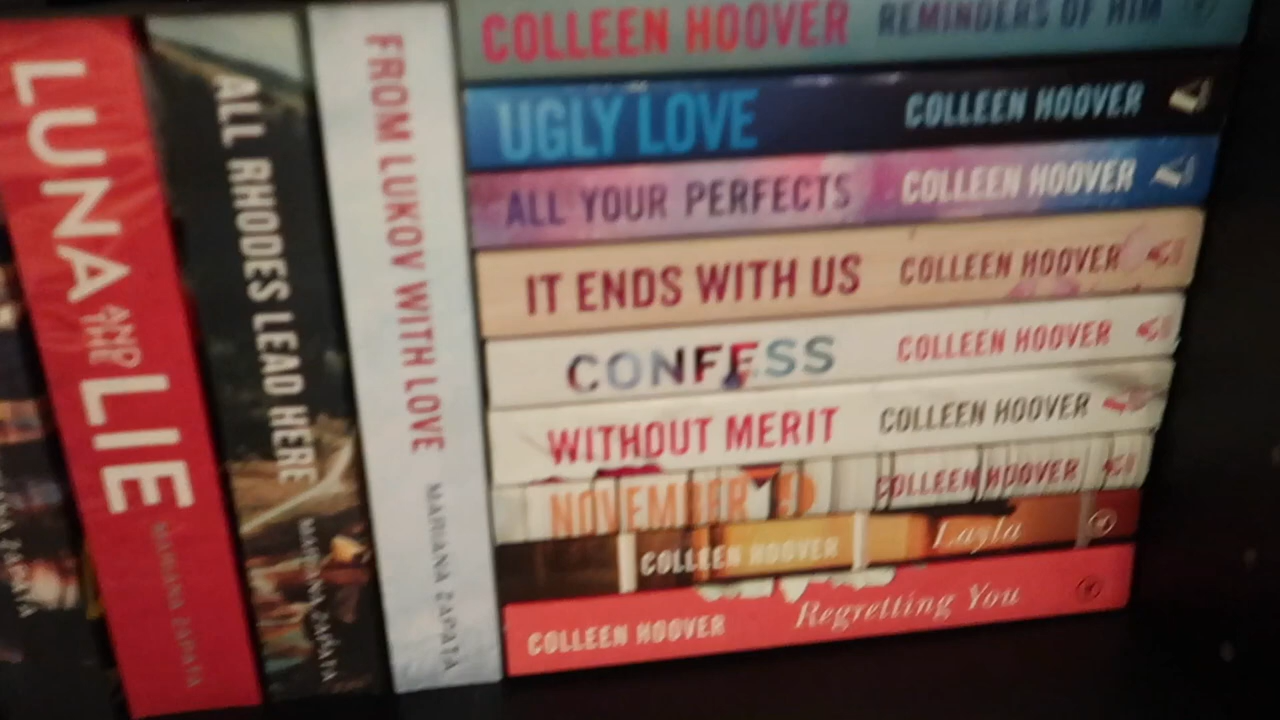 LUNA AND THE LIE MARIANA ZAPATA
ALL RHODES LEAD HERE MARIANA ZAPATA
FROM LUKOV WITH LOVE MARIANA ZAPATA
COLLEEN HOOVER REMINDERS OF HIM
UGLY LOVE COLLEEN HOOVER
ALL YOUR PERFECTS COLLEEN HOOVER
IT ENDS WITH US COLLEEN HOOVER
CONFESS COLLEEN HOOVER
WITHOUT MERIT COLLEEN HOOVER
NOVEMBER 9 COLLEEN HOOVER
COLLEEN HOOVER Layla
COLLEEN HOOVER Regretting You